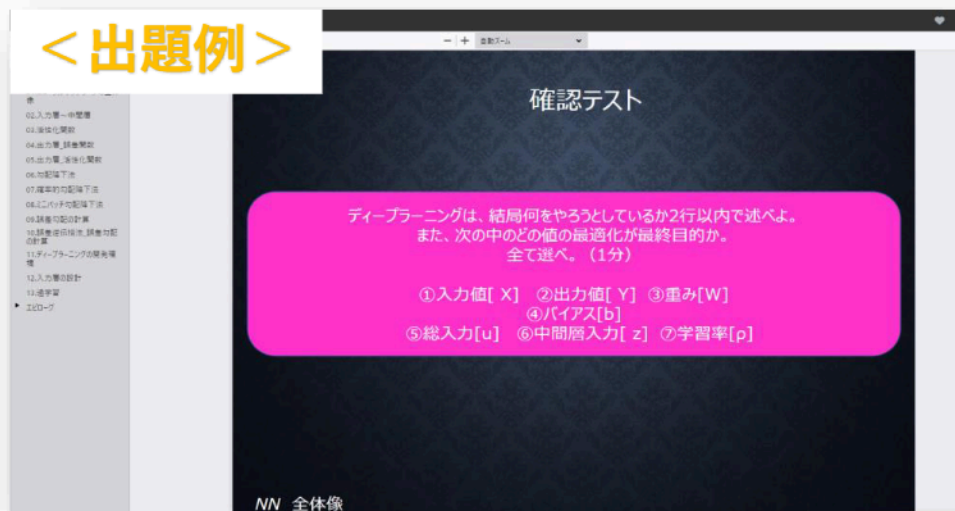 ＜出題例＞
自動ズーム
像
02.入力層～中間層
03.活性化関数
04.出力層_誤差関数
05.出力層_活性化関数
06.勾配降下法
07.確率的勾配降下法
08.ミニバッチ勾配降下法
09.誤差勾配の計算
10.誤差逆伝播法_誤差勾配
の計算
11.ディープラーニングの開発環
境
12.入力層の設計
13.過学習
エピローグ
確認テスト
ディープラーニングは、結局何をやろうとしているか2行以内で述べよ。
また、次の中のどの値の最適化が最終目的か。
全て選べ。（1分）
①入力値[ X]　②出力値[ Y]　③重み[W]
④バイアス[b]
⑤総入力[u]　⑥中間層入力[ z]　⑦学習率[ρ]
NN 全体像